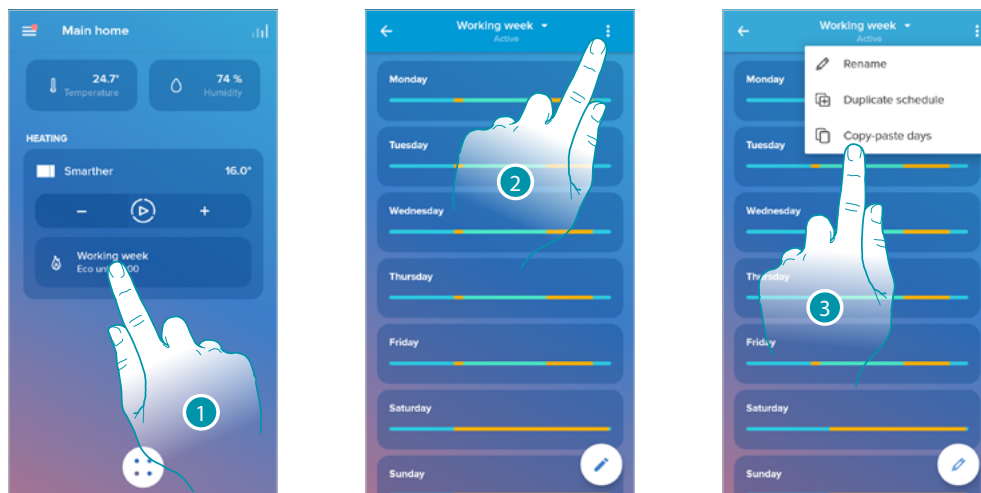 Main home
24.7°
Temperature
74 %
Humidity
HEATING
Smarther 16.0°
− +
Working week
Eco
1
Working week
Active
Monday
Tuesday
Wednesday
Thursday
Friday
Saturday
Sunday
2
Working week
Active
Rename
Duplicate schedule
Copy-paste days
Monday
Tuesday
Wednesday
Friday
Saturday
Sunday
3